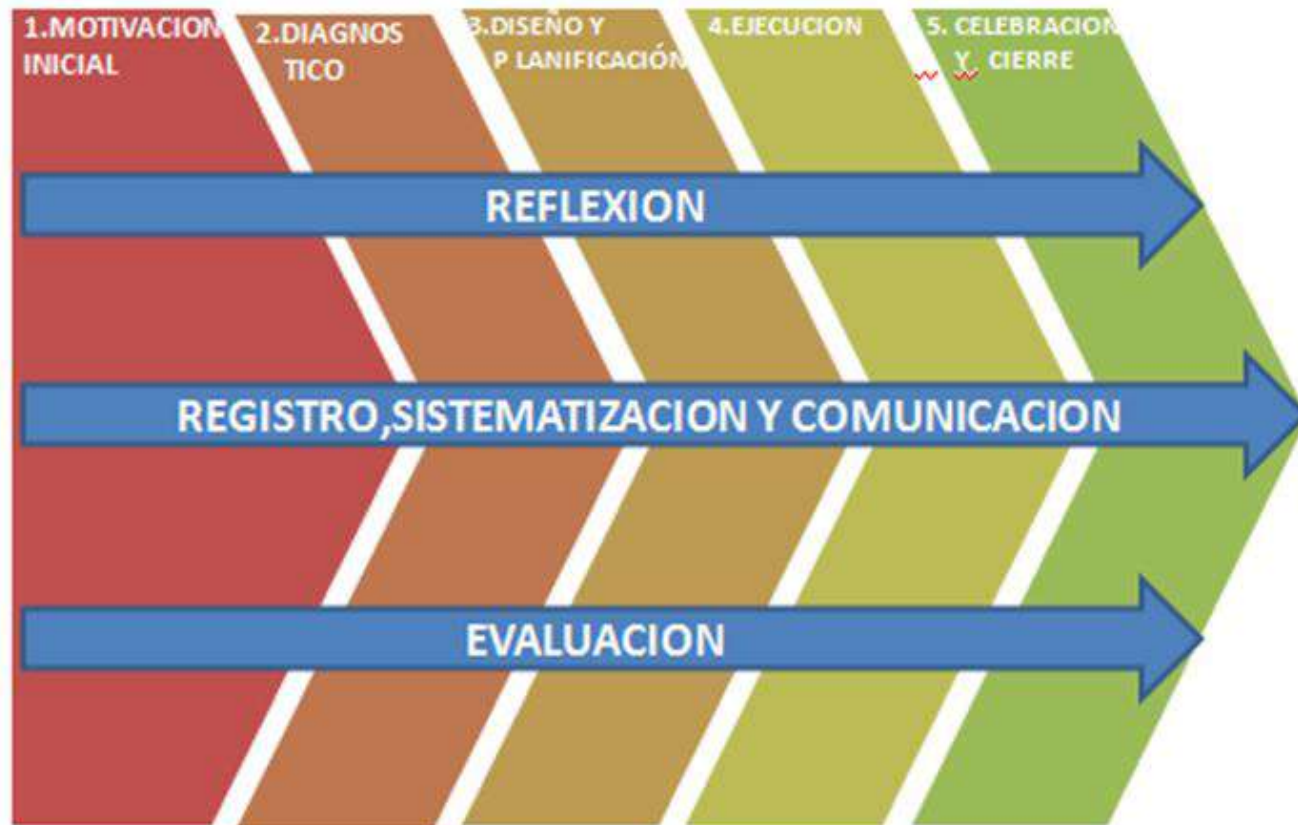 1.MOTIVACION
INICIAL
2.DIAGNOS
TICO
3.DISEÑO Y
P LANIFICACIÓN
4.EJECUCION
5. CELEBRACION
Y CIERRE
REFLEXION
REGISTRO,SISTEMATIZACION Y COMUNICACION
EVALUACION